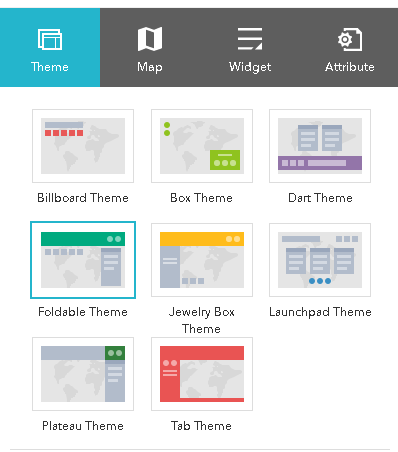 Theme Map Widget Attribute
Billboard Theme Box Theme Dart Theme
Foldable Theme Jewelry Box Theme Launchpad Theme
Plateau Theme Tab Theme